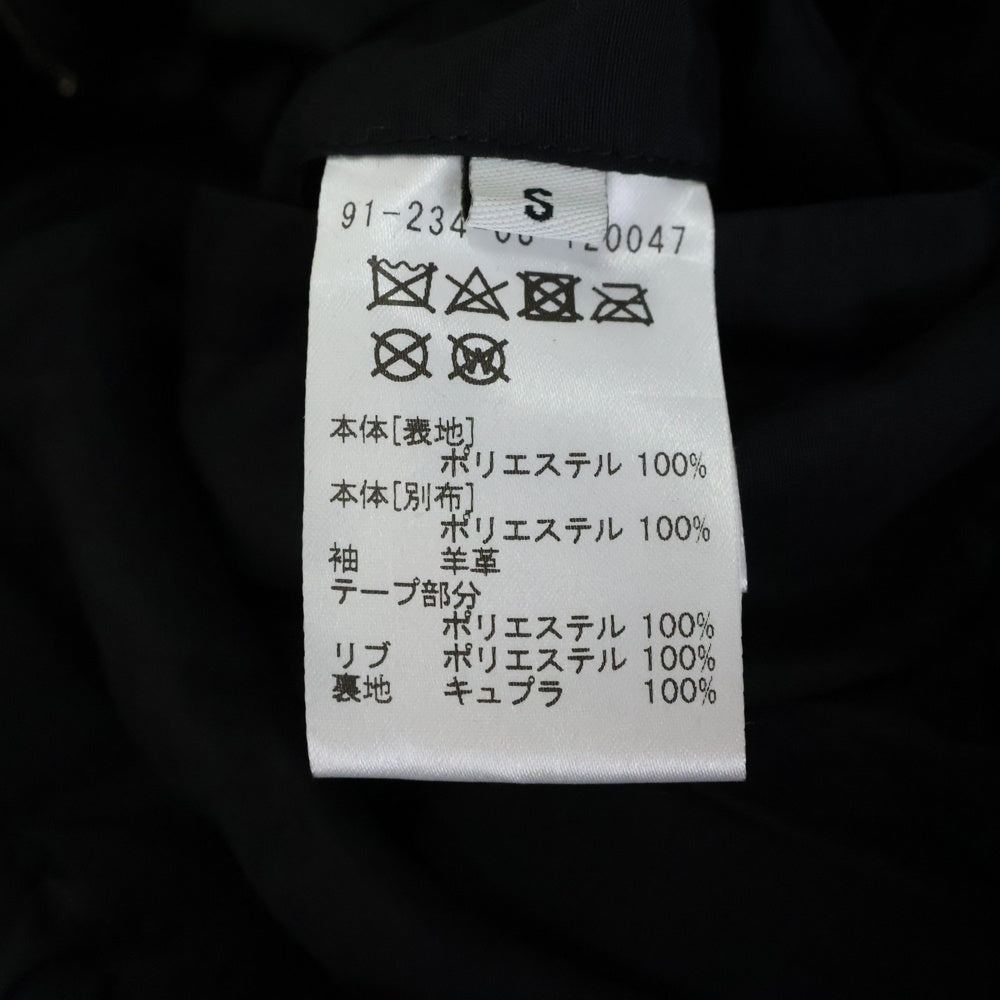 S
91-234 120047
本体[表地]
ポリエステル 100%
本体[別布]
ポリエステル 100%
袖 羊革
テープ部分
ポリエステル 100%
リブ ポリエステル 100%
裏地 キュプラ 100%